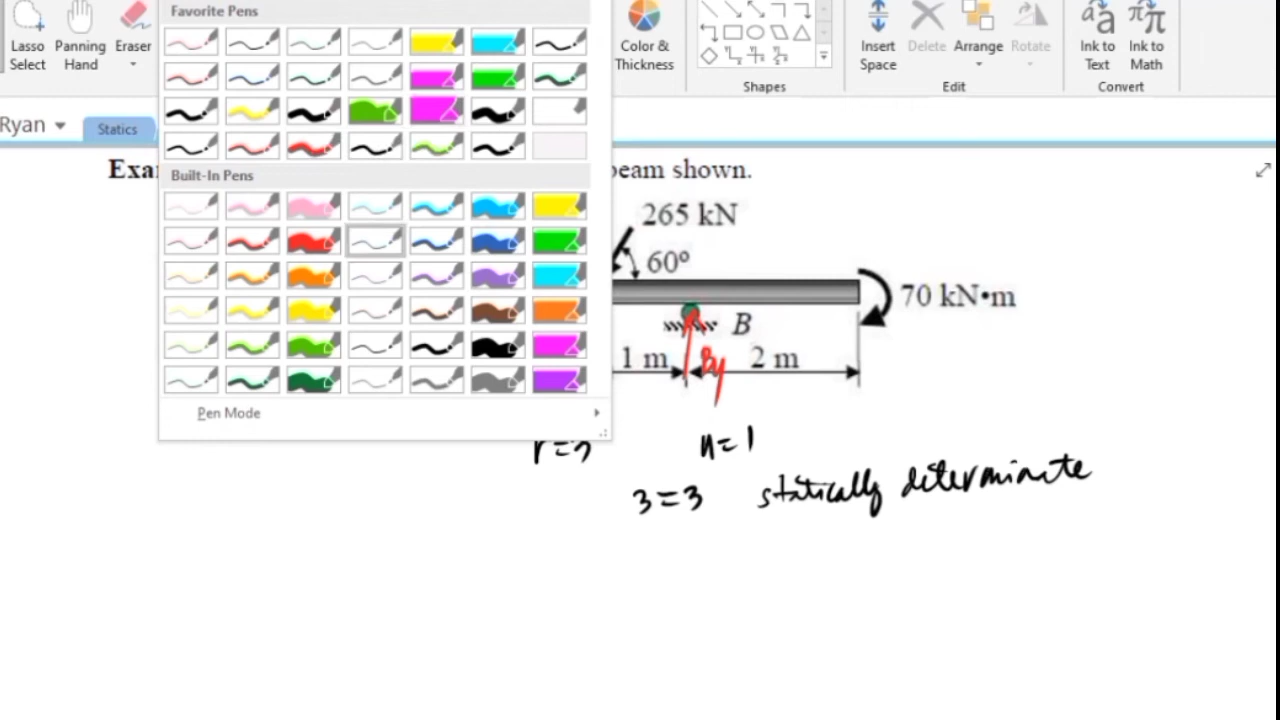 Favorite Pens
Lasso Select
Panning Hand
Eraser
Color & Thickness
Insert Space
Delete
Arrange
Rotate
Ink to Text
Ink to Math
Shapes
Edit
Convert
Ryan
Statics
Built-In Pens
Pen Mode
Exa
beam shown.
265 kN
60º
70 kN•m
B
1 m
By
2 m
r=3
n=1
3=3 statically determinate